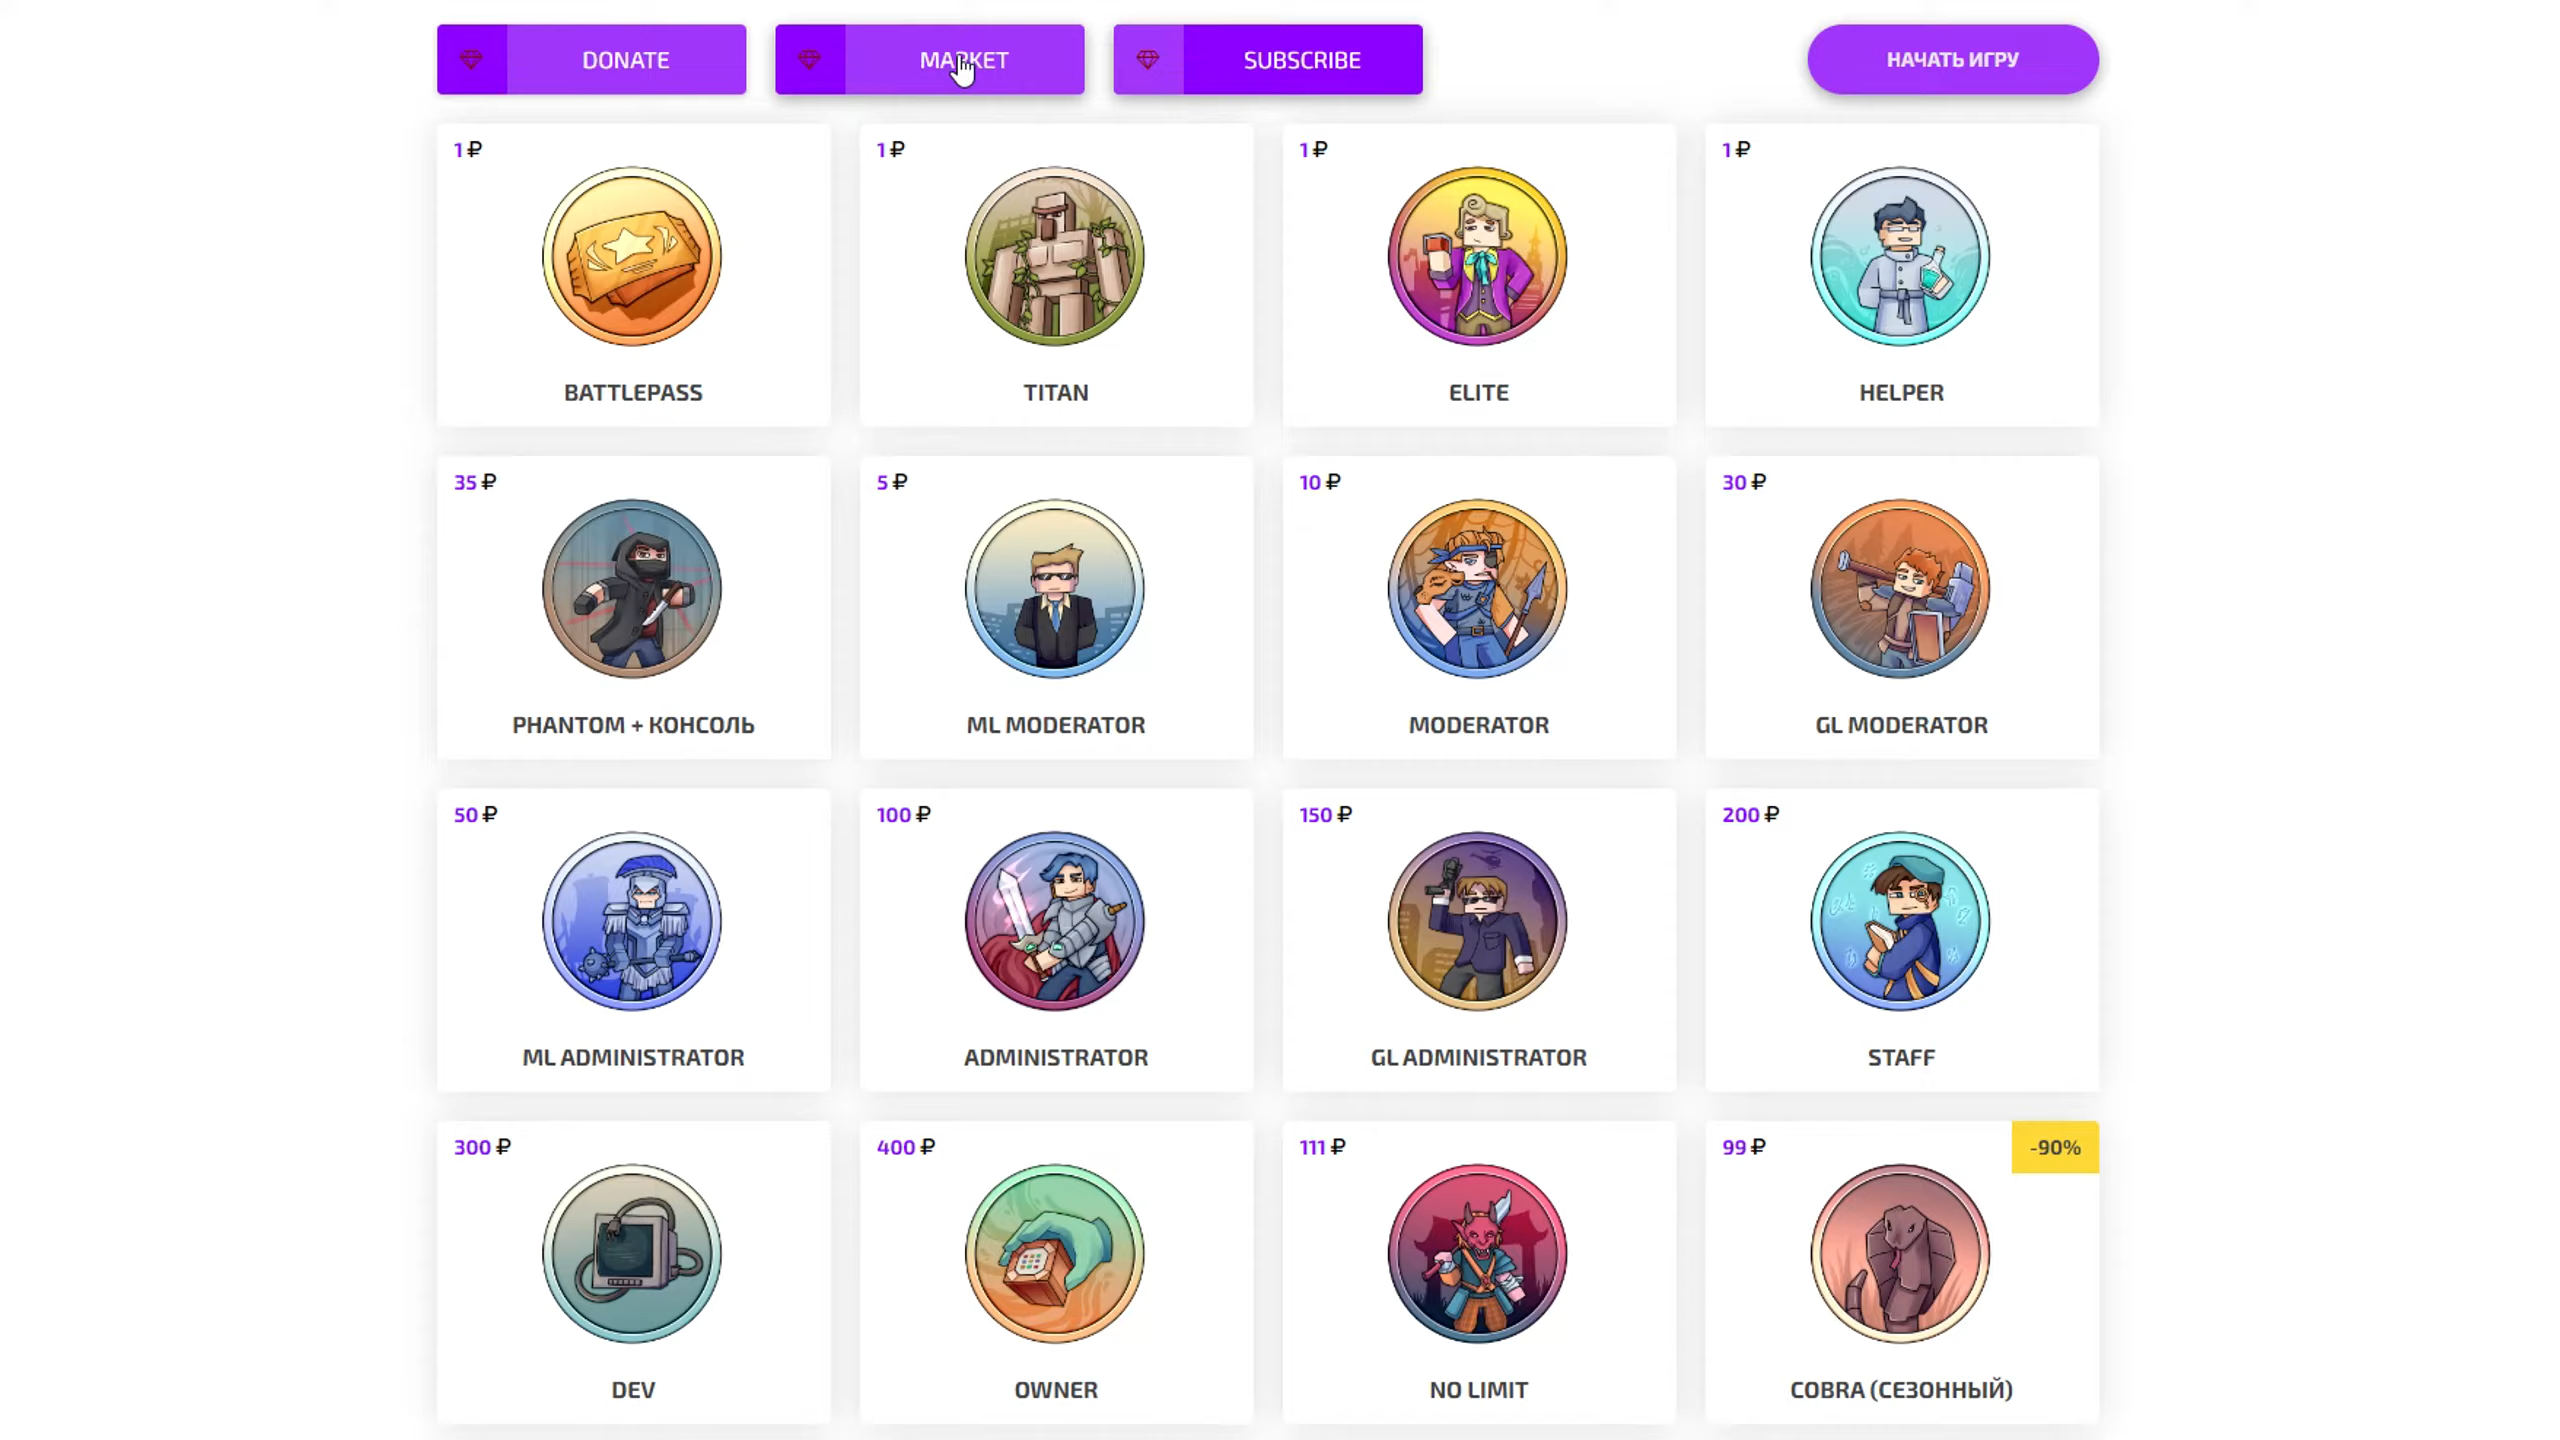 DONATE
MARKET
SUBSCRIBE
НАЧАТЬ ИГРУ
1 ₽
1 ₽
1 ₽
1 ₽
BATTLEPASS
TITAN
ELITE
HELPER
35 ₽
5 ₽
10 ₽
30 ₽
PHANTOM + КОНСОЛЬ
ML MODERATOR
MODERATOR
GL MODERATOR
50 ₽
100 ₽
150 ₽
200 ₽
ML ADMINISTRATOR
ADMINISTRATOR
GL ADMINISTRATOR
STAFF
300 ₽
400 ₽
111 ₽
99 ₽
-90%
DEV
OWNER
NO LIMIT
COBRA (СЕЗОННЫЙ)